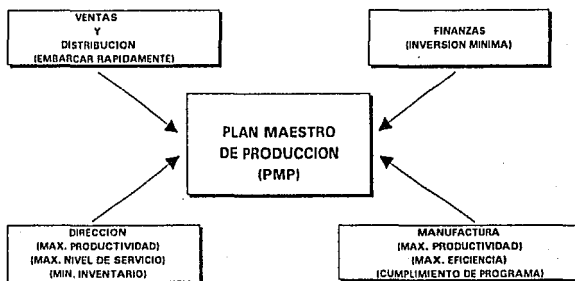 VENTAS
Y
DISTRIBUCION
(EMBARCAR RAPIDAMENTE)
FINANZAS
(INVERSION MINIMA)
PLAN MAESTRO
DE PRODUCCION
(PMP)
DIRECCION
(MAX. PRODUCTIVIDAD)
(MAX. NIVEL DE SERVICIO)
(MIN. INVENTARIO)
MANUFACTURA
(MAX. PRODUCTIVIDAD)
(MAX. EFICIENCIA)
(CUMPLIMIENTO DE PROGRAMA)